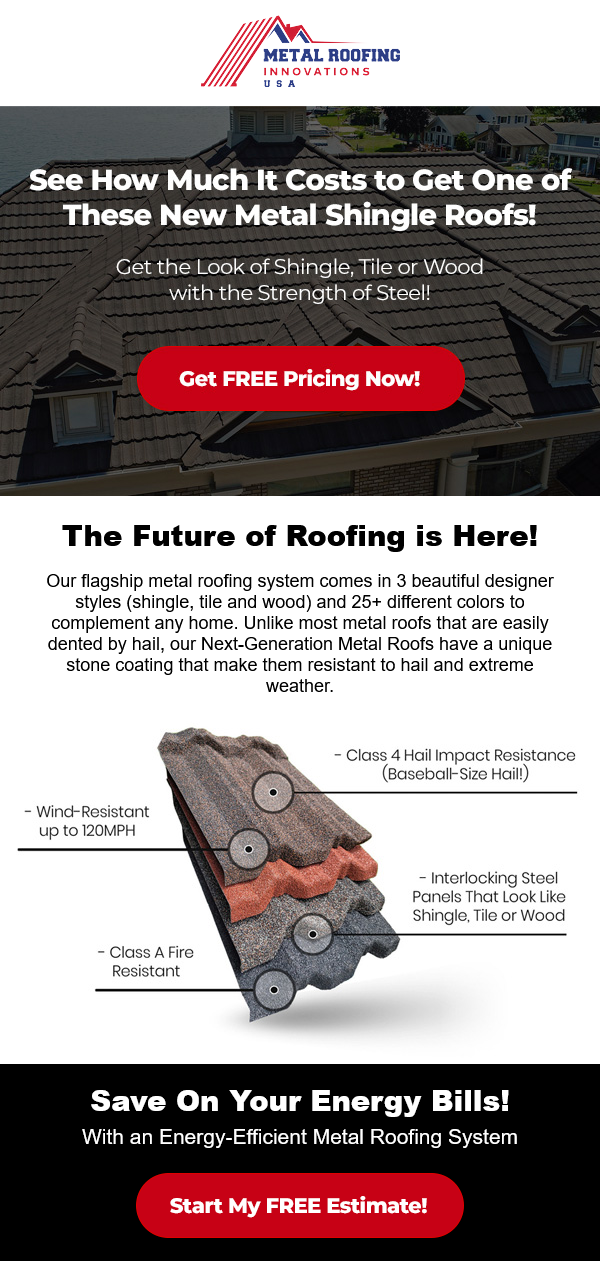 METAL ROOFING
INNOVATIONS
USA
See How Much It Costs to Get One of
These New Metal Shingle Roofs!
Get the Look of Shingle, Tile or Wood
with the Strength of Steel!
Get FREE Pricing Now!
The Future of Roofing is Here!
Our flagship metal roofing system comes in 3 beautiful designer
styles (shingle, tile and wood) and 25+ different colors to
complement any home. Unlike most metal roofs that are easily
dented by hail, our Next-Generation Metal Roofs have a unique
stone coating that make them resistant to hail and extreme
weather.
- Class 4 Hail Impact Resistance
(Baseball-Size Hail!)
- Wind-Resistant
up to 120MPH
- Interlocking Steel
Panels That Look Like
Shingle, Tile or Wood
- Class A Fire
Resistant
Save On Your Energy Bills!
With an Energy-Efficient Metal Roofing System
Start My FREE Estimate!